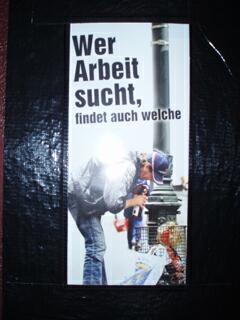 Wer
Arbeit
sucht,
findet auch welche